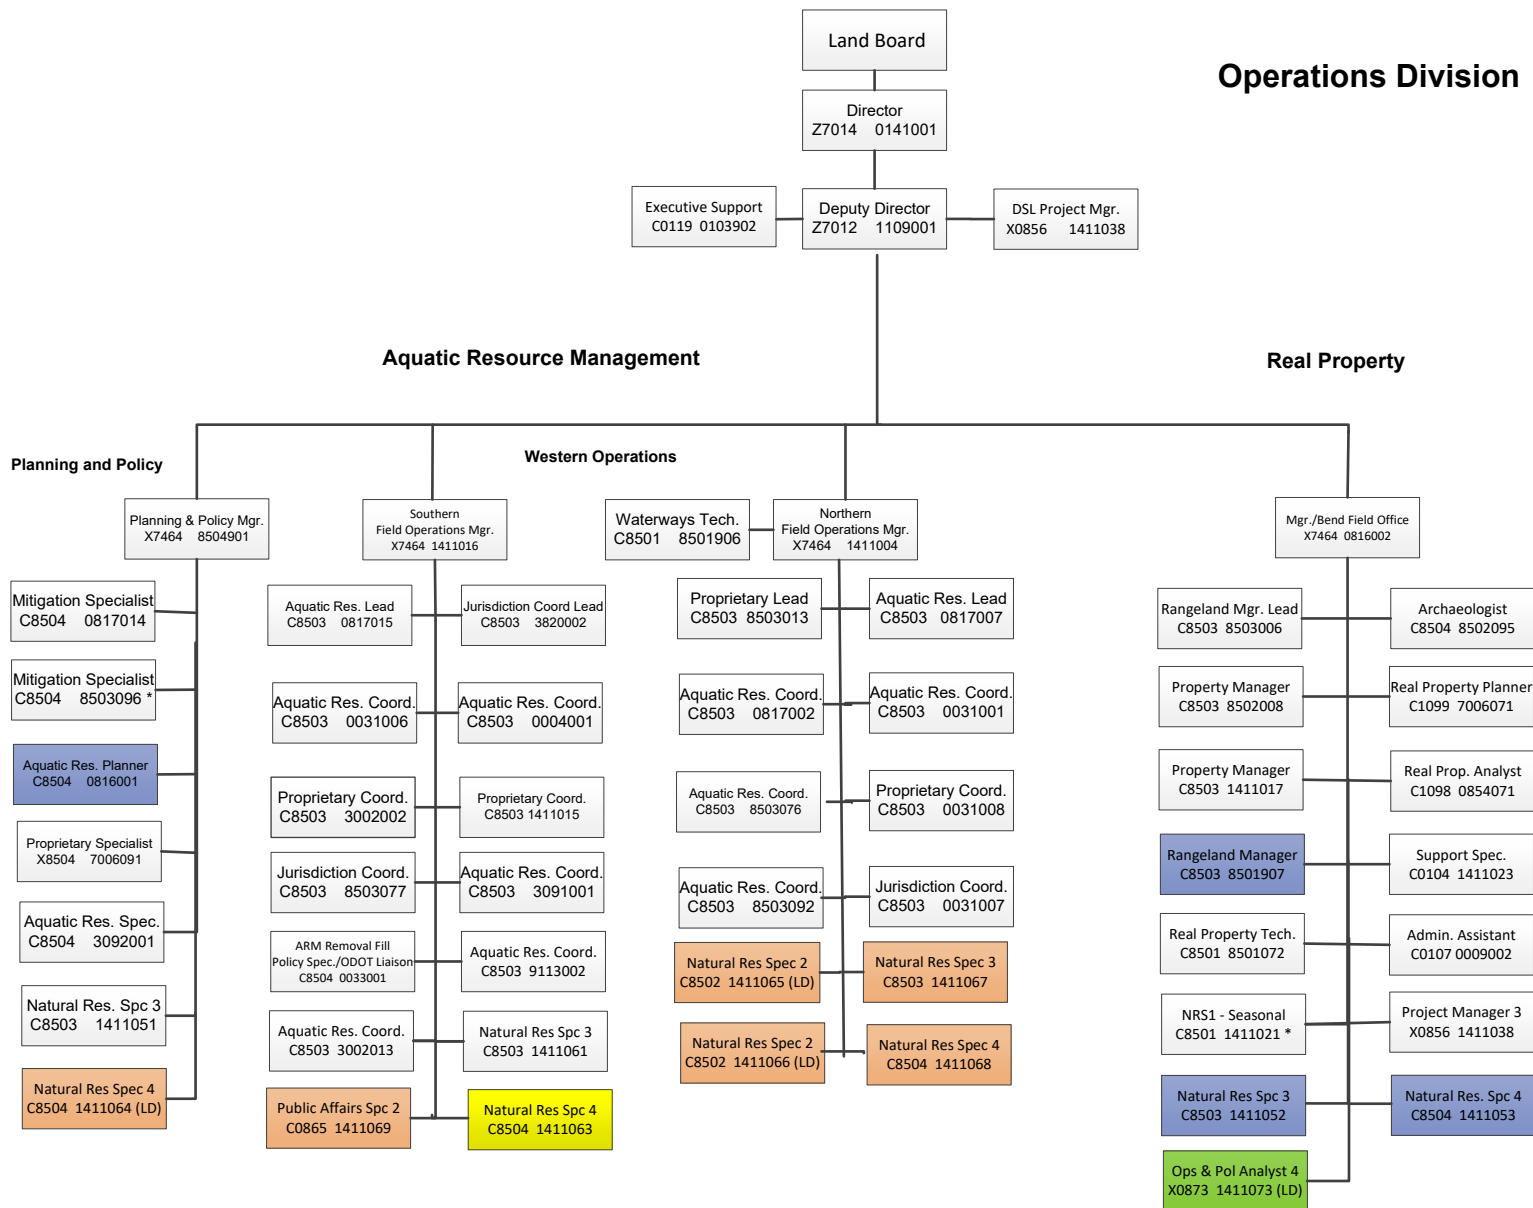 Land Board
Operations Division
Director
Z7014 0141001
Executive Support
C0119 0103902
Deputy Director
Z7012 1109001
DSL Project Mgr.
X0856 1411038
Aquatic Resource Management
Real Property
Planning and Policy
Western Operations
Planning & Policy Mgr.
X7464 8504901
Southern
Field Operations Mgr.
X7464 1411016
Waterways Tech.
C8501 8501906
Northern
Field Operations Mgr.
X7464 1411004
Mgr./Bend Field Office
X7464 0816002
Mitigation Specialist
C8504 0817014
Mitigation Specialist
C8504 8503096 *
Aquatic Res. Planner
C8504 0816001
Proprietary Specialist
X8504 7006091
Aquatic Res. Spec.
C8504 3092001
Natural Res. Spc 3
C8503 1411051
Natural Res Spec 4
C8504 1411064 (LD)
Aquatic Res. Lead
C8503 0817015
Jurisdiction Coord Lead
C8503 3820002
Aquatic Res. Coord.
C8503 0031006
Aquatic Res. Coord.
C8503 0004001
Proprietary Coord.
C8503 3002002
Proprietary Coord.
C8503 1411015
Jurisdiction Coord.
C8503 8503077
Aquatic Res. Coord.
C8503 3091001
ARM Removal Fill
Policy Spec./ODOT Liaison
C8504 0033001
Aquatic Res. Coord.
C8503 9113002
Aquatic Res. Coord.
C8503 3002013
Natural Res Spc 3
C8503 1411061
Public Affairs Spc 2
C0865 1411069
Natural Res Spc 4
C8504 1411063
Proprietary Lead
C8503 8503013
Aquatic Res. Lead
C8503 0817007
Aquatic Res. Coord.
C8503 0817002
Aquatic Res. Coord.
C8503 0031001
Aquatic Res. Coord.
C8503 8503076
Proprietary Coord.
C8503 0031008
Aquatic Res. Coord.
C8503 8503092
Jurisdiction Coord.
C8503 0031007
Natural Res Spec 2
C8502 1411065 (LD)
Natural Res Spec 3
C8503 1411067
Natural Res Spec 2
C8502 1411066 (LD)
Natural Res Spec 4
C8504 1411068
Rangeland Mgr. Lead
C8503 8503006
Archaeologist
C8504 8502095
Property Manager
C8503 8502008
Real Property Planner
C1099 7006071
Property Manager
C8503 1411017
Real Prop. Analyst
C1098 0854071
Rangeland Manager
C8503 8501907
Support Spec.
C0104 1411023
Real Property Tech.
C8501 8501072
Admin. Assistant
C0107 0009002
NRS1 - Seasonal
C8501 1411021 *
Project Manager 3
X0856 1411038
Natural Res Spc 3
C8503 1411052
Natural Res. Spc 4
C8504 1411053
Ops & Pol Analyst 4
X0873 1411073 (LD)